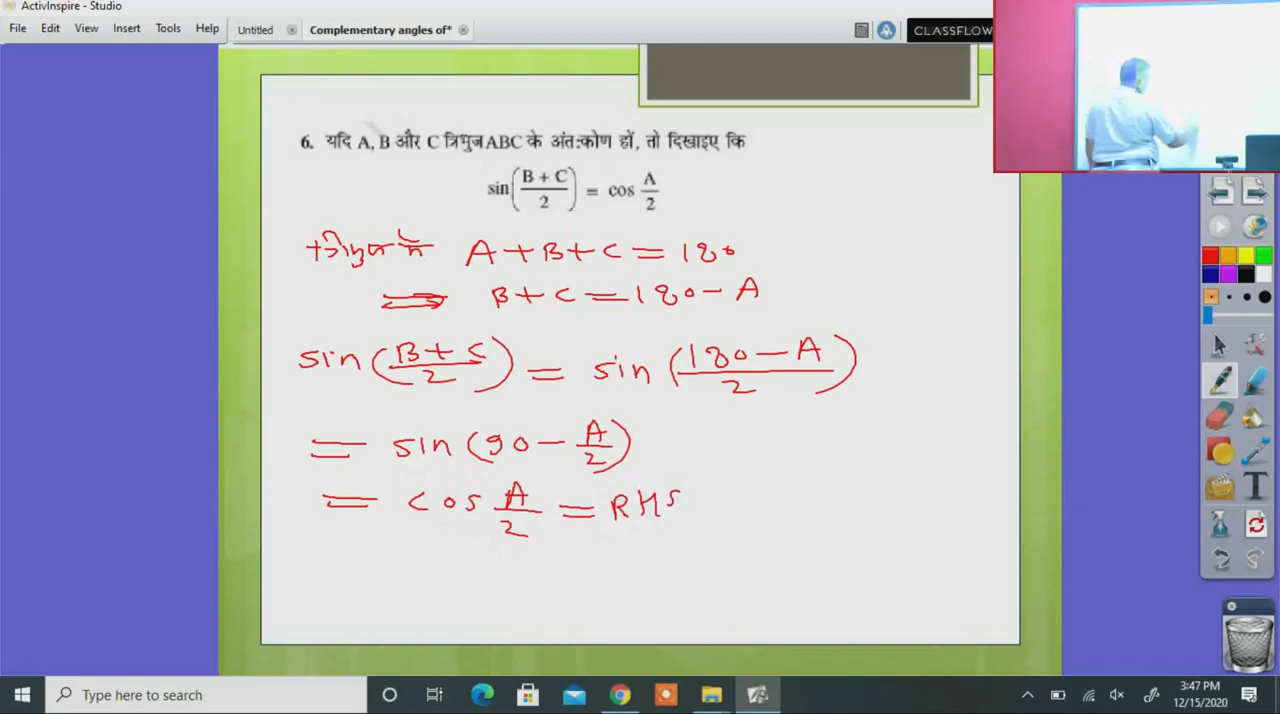 ActivInspire - Studio
File Edit View Insert Tools Help Untitled Complementary angles of* CLASSFLOW
6. यदि A, B और C त्रिभुज ABC के अंत:कोण हों, तो दिखाइए कि
sin((B + C)/2) = cos A/2
A + B + C = 180
⇒ B + C = 180 - A
sin((B + C)/2) = sin((180 - A)/2)
= sin(90 - A/2)
= cos A/2 = RHS
T
Type here to search
3:47 PM
12/15/2020